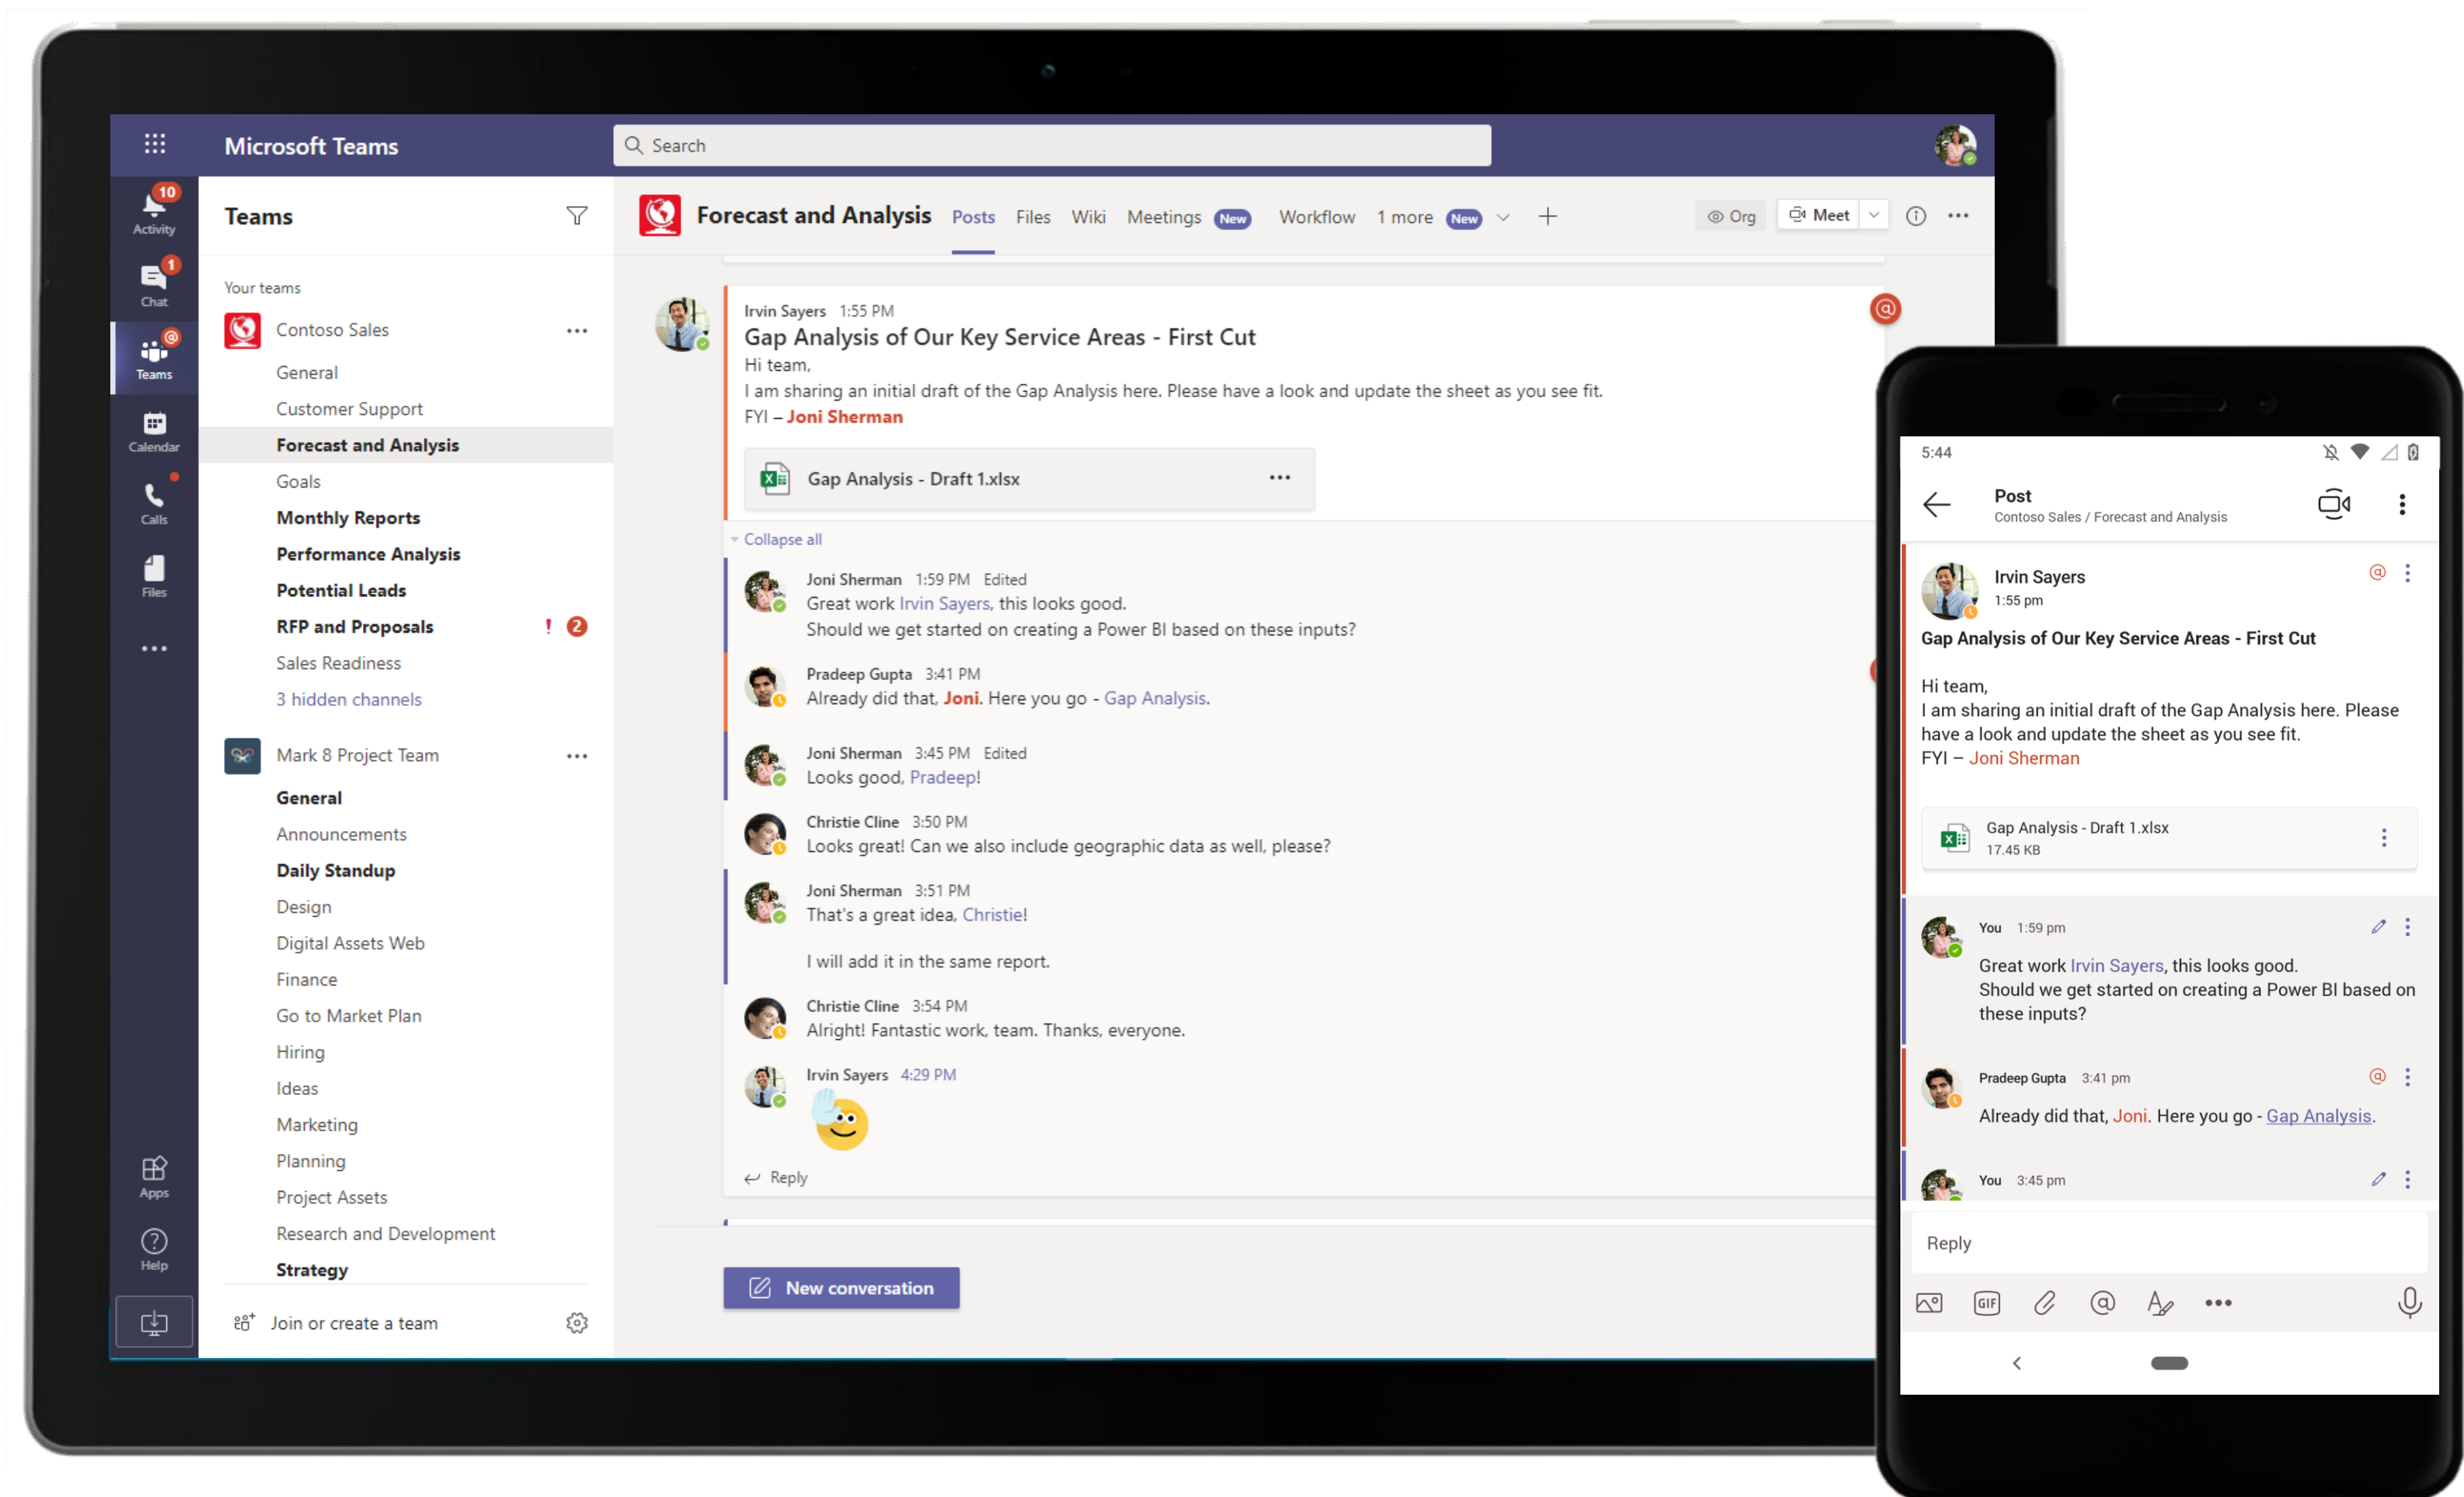 Microsoft Teams
Search
10
Activity
1
Chat
@
Teams
Calendar
Calls
Files
Apps
Help
Teams
Your teams
Contoso Sales
General
Customer Support
Forecast and Analysis
Goals
Monthly Reports
Performance Analysis
Potential Leads
RFP and Proposals ! 2
Sales Readiness
3 hidden channels
Mark 8 Project Team
General
Announcements
Daily Standup
Design
Digital Assets Web
Finance
Go to Market Plan
Hiring
Ideas
Marketing
Planning
Project Assets
Research and Development
Strategy
Join or create a team
Forecast and Analysis Posts Files Wiki Meetings New Workflow 1 more New Org Meet
Irvin Sayers 1:55 PM @
Gap Analysis of Our Key Service Areas - First Cut
Hi team,
I am sharing an initial draft of the Gap Analysis here. Please have a look and update the sheet as you see fit.
FYI – Joni Sherman
Gap Analysis - Draft 1.xlsx
Collapse all
Joni Sherman 1:59 PM Edited
Great work Irvin Sayers, this looks good.
Should we get started on creating a Power BI based on these inputs?
Pradeep Gupta 3:41 PM
Already did that, Joni. Here you go - Gap Analysis.
Joni Sherman 3:45 PM Edited
Looks good, Pradeep!
Christie Cline 3:50 PM
Looks great! Can we also include geographic data as well, please?
Joni Sherman 3:51 PM
That's a great idea, Christie!
I will add it in the same report.
Christie Cline 3:54 PM
Alright! Fantastic work, team. Thanks, everyone.
Irvin Sayers 4:29 PM
Reply
New conversation
5:44
Post
Contoso Sales / Forecast and Analysis
Irvin Sayers @
1:55 pm
Gap Analysis of Our Key Service Areas - First Cut
Hi team,
I am sharing an initial draft of the Gap Analysis here. Please
have a look and update the sheet as you see fit.
FYI – Joni Sherman
Gap Analysis - Draft 1.xlsx
17.45 KB
You 1:59 pm
Great work Irvin Sayers, this looks good.
Should we get started on creating a Power BI based on
these inputs?
Pradeep Gupta 3:41 pm @
Already did that, Joni. Here you go - Gap Analysis.
You 3:45 pm
Reply
GIF @